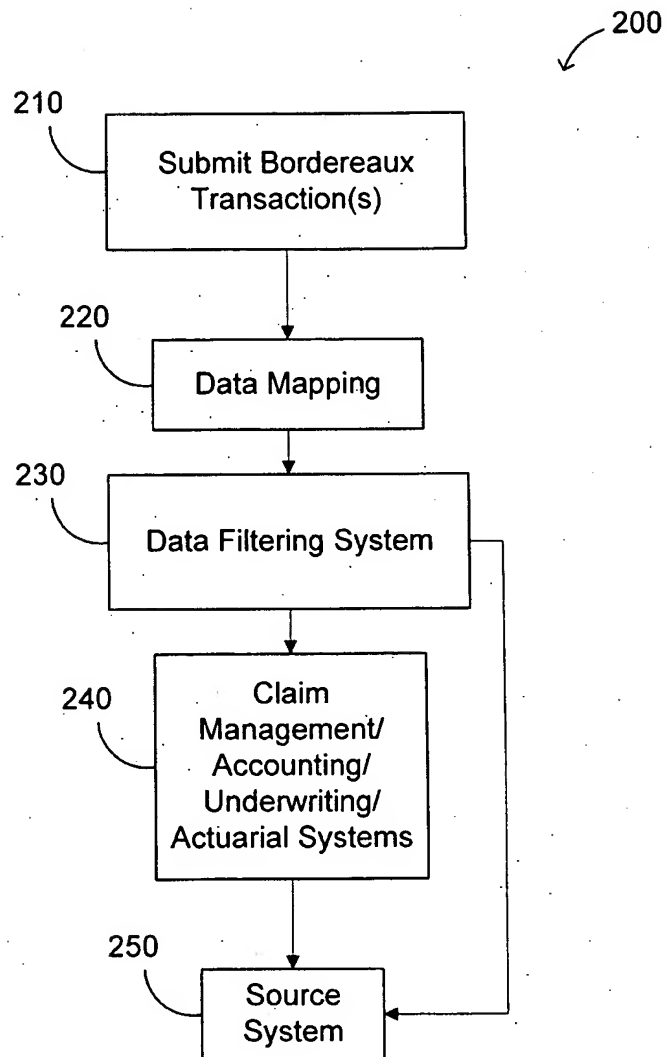 200
210
Submit Bordereaux
Transaction(s)
220
Data Mapping
230
Data Filtering System
240
Claim
Management/
Accounting/
Underwriting/
Actuarial Systems
250
Source
System